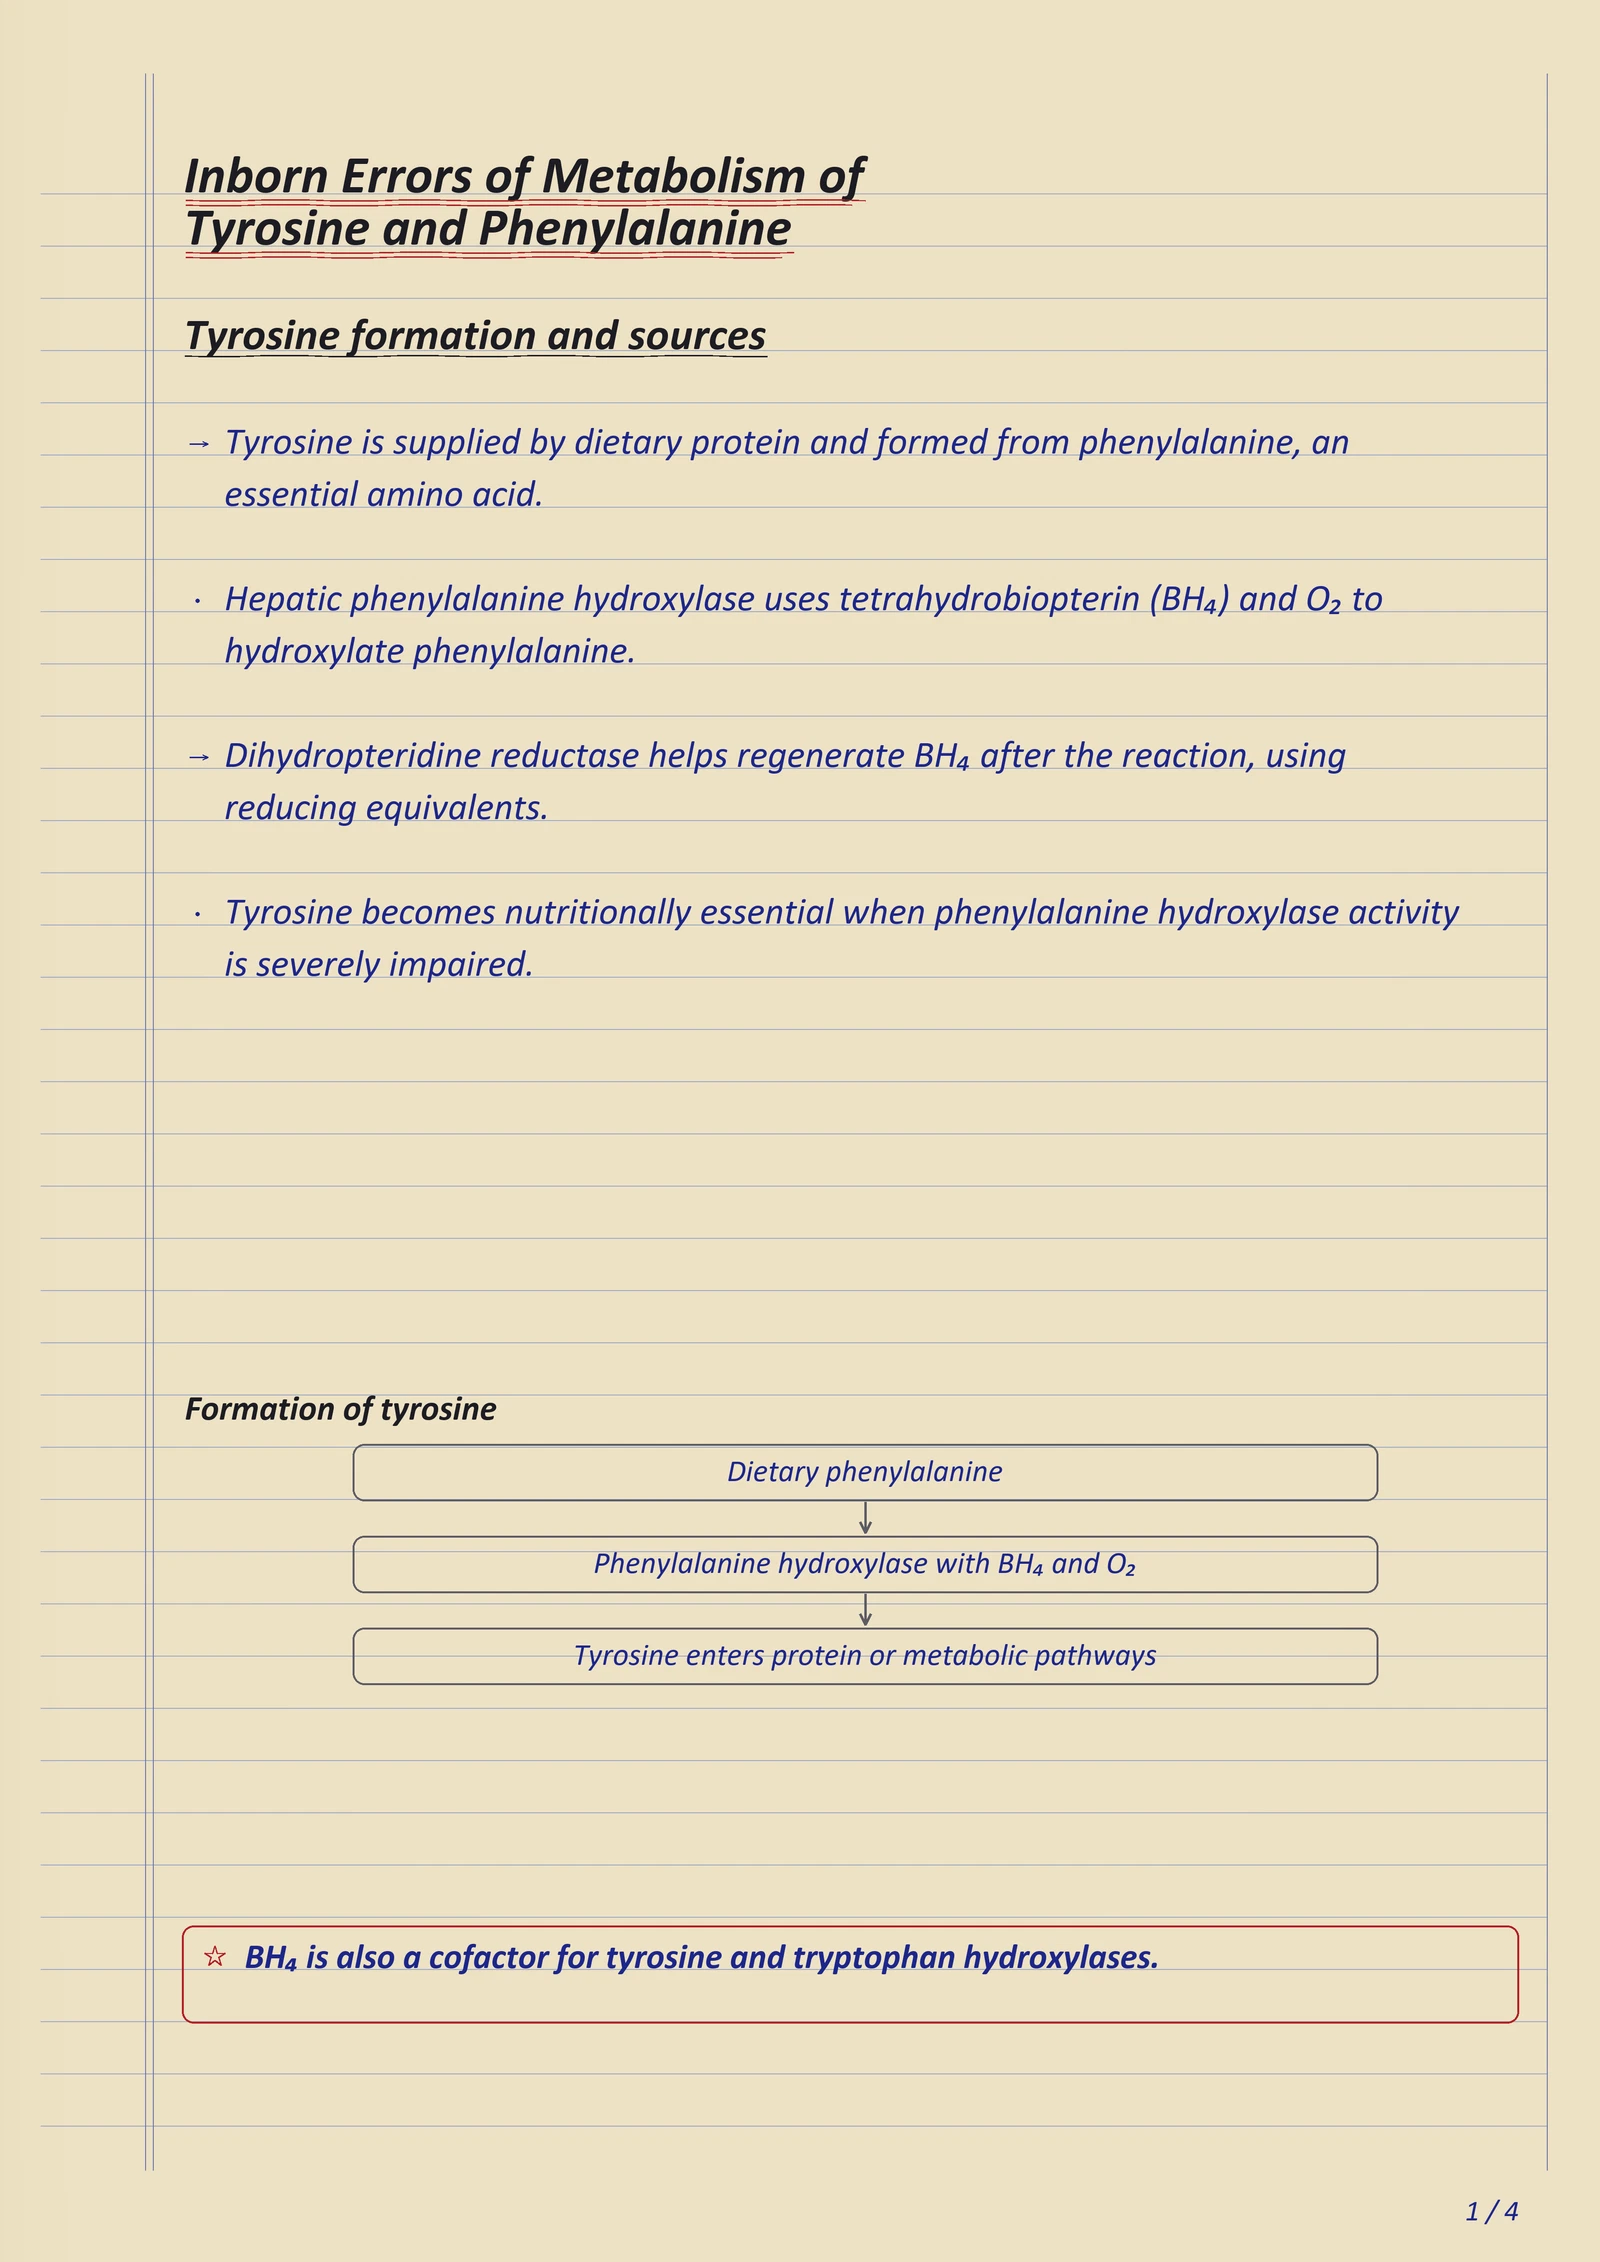 Inborn Errors of Metabolism of
Tyrosine and Phenylalanine
Tyrosine formation and sources
→ Tyrosine is supplied by dietary protein and formed from phenylalanine, an
essential amino acid.
· Hepatic phenylalanine hydroxylase uses tetrahydrobiopterin (BH₄) and O₂ to
hydroxylate phenylalanine.
→ Dihydropteridine reductase helps regenerate BH₄ after the reaction, using
reducing equivalents.
· Tyrosine becomes nutritionally essential when phenylalanine hydroxylase activity
is severely impaired.
Formation of tyrosine
Dietary phenylalanine
Phenylalanine hydroxylase with BH₄ and O₂
Tyrosine enters protein or metabolic pathways
☆ BH₄ is also a cofactor for tyrosine and tryptophan hydroxylases.
1 / 4